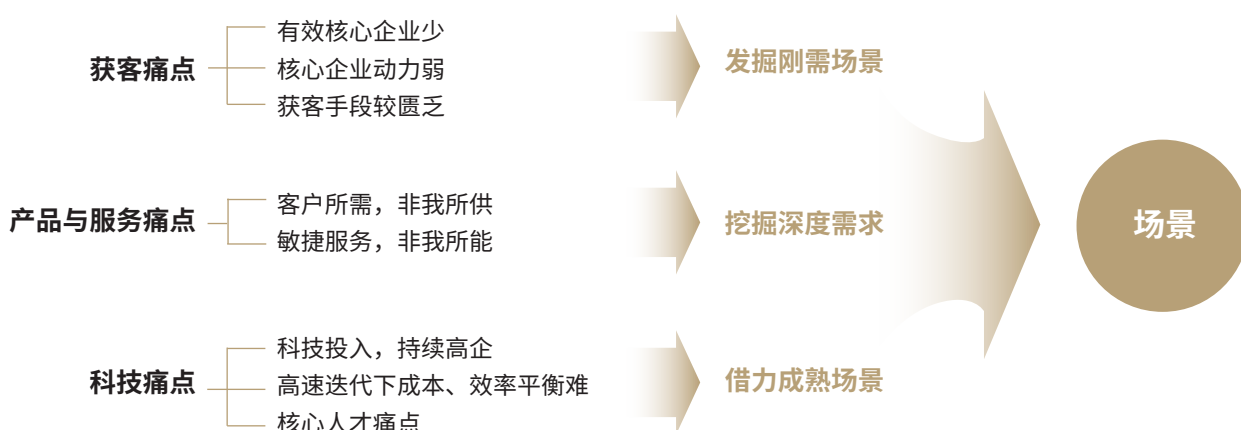 获客痛点
有效核心企业少
核心企业动力弱
获客手段较匮乏
发掘刚需场景
产品与服务痛点
客户所需，非我所供
敏捷服务，非我所能
挖掘深度需求
场景
科技痛点
科技投入，持续高企
高速迭代下成本、效率平衡难
核心人才痛点
借力成熟场景